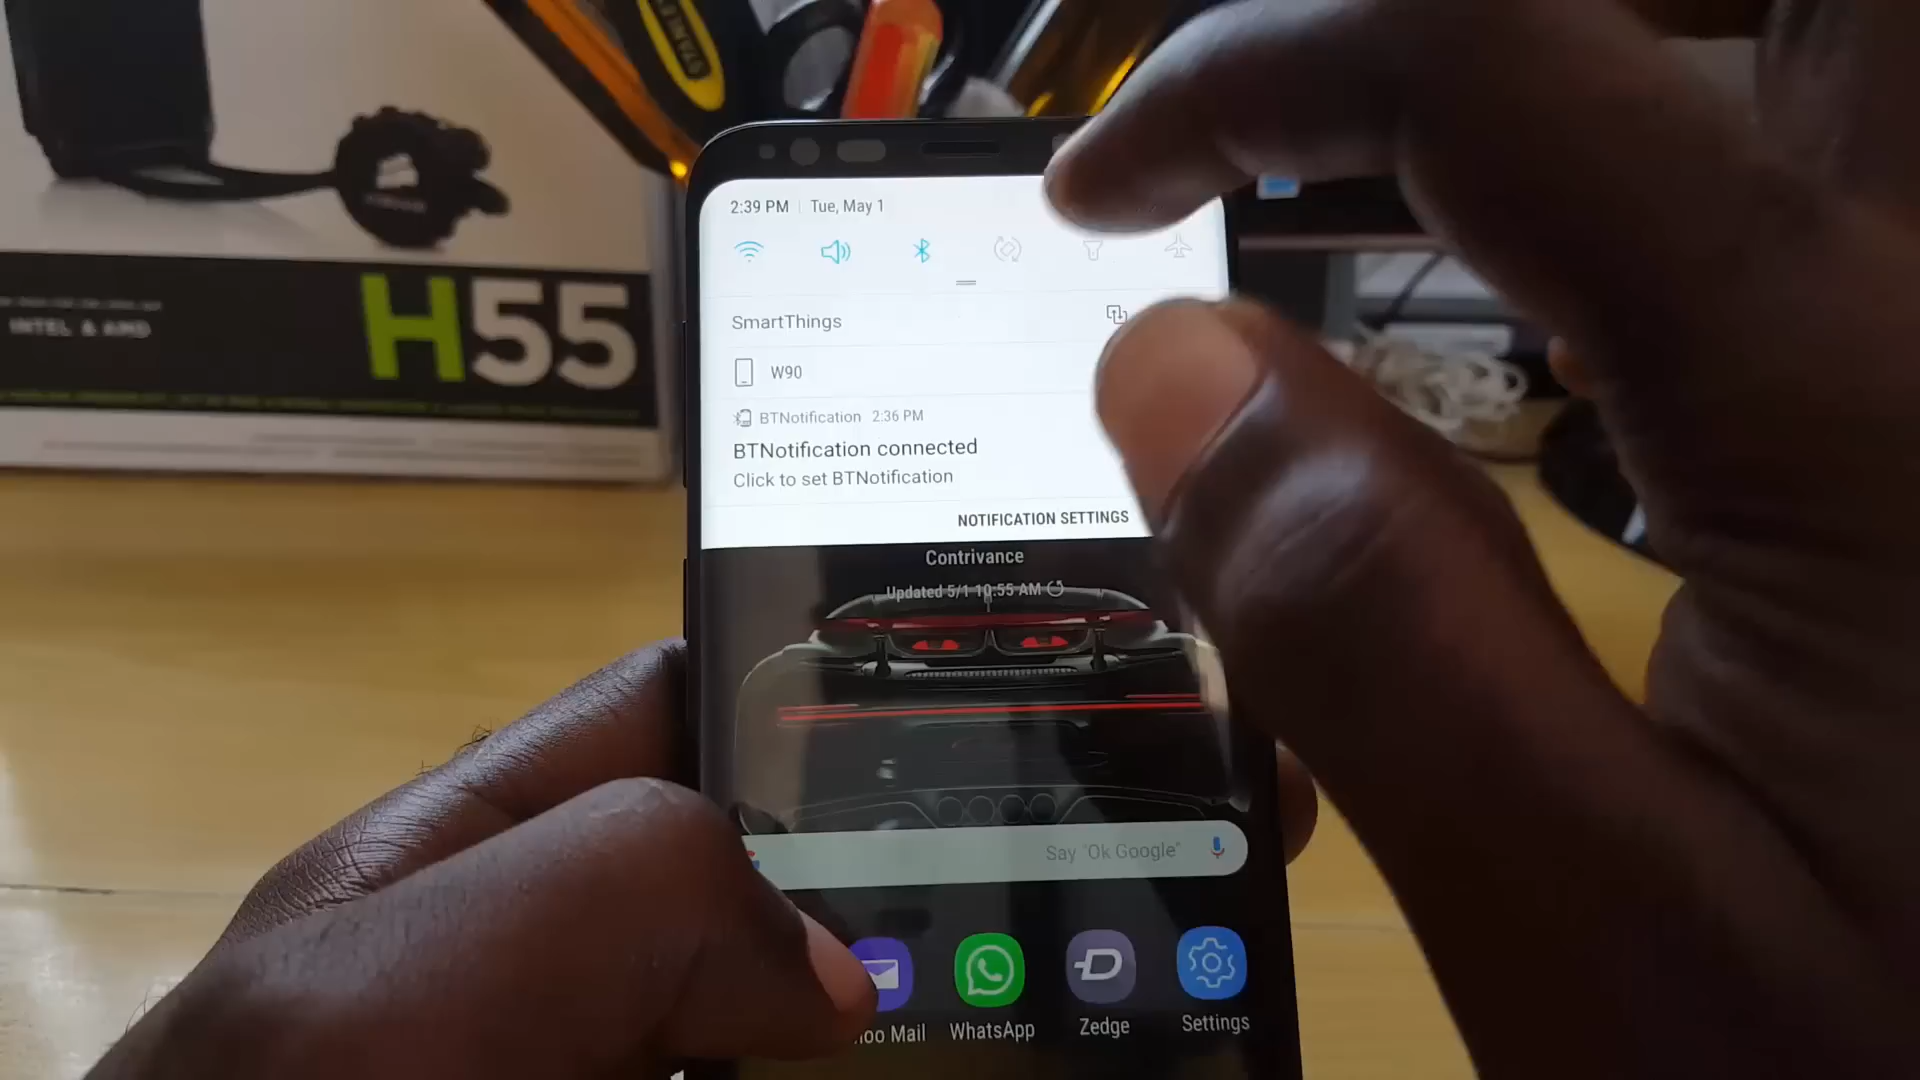 STANLEY
INTEL & AMD
H55
2:39 PM | Tue, May 1
SmartThings
W90
BTNotification 2:36 PM
BTNotification connected
Click to set BTNotification
NOTIFICATION SETTINGS
Contrivance
Updated 5/1 10:55 AM
Say "Ok Google"
Mail WhatsApp Zedge Settings